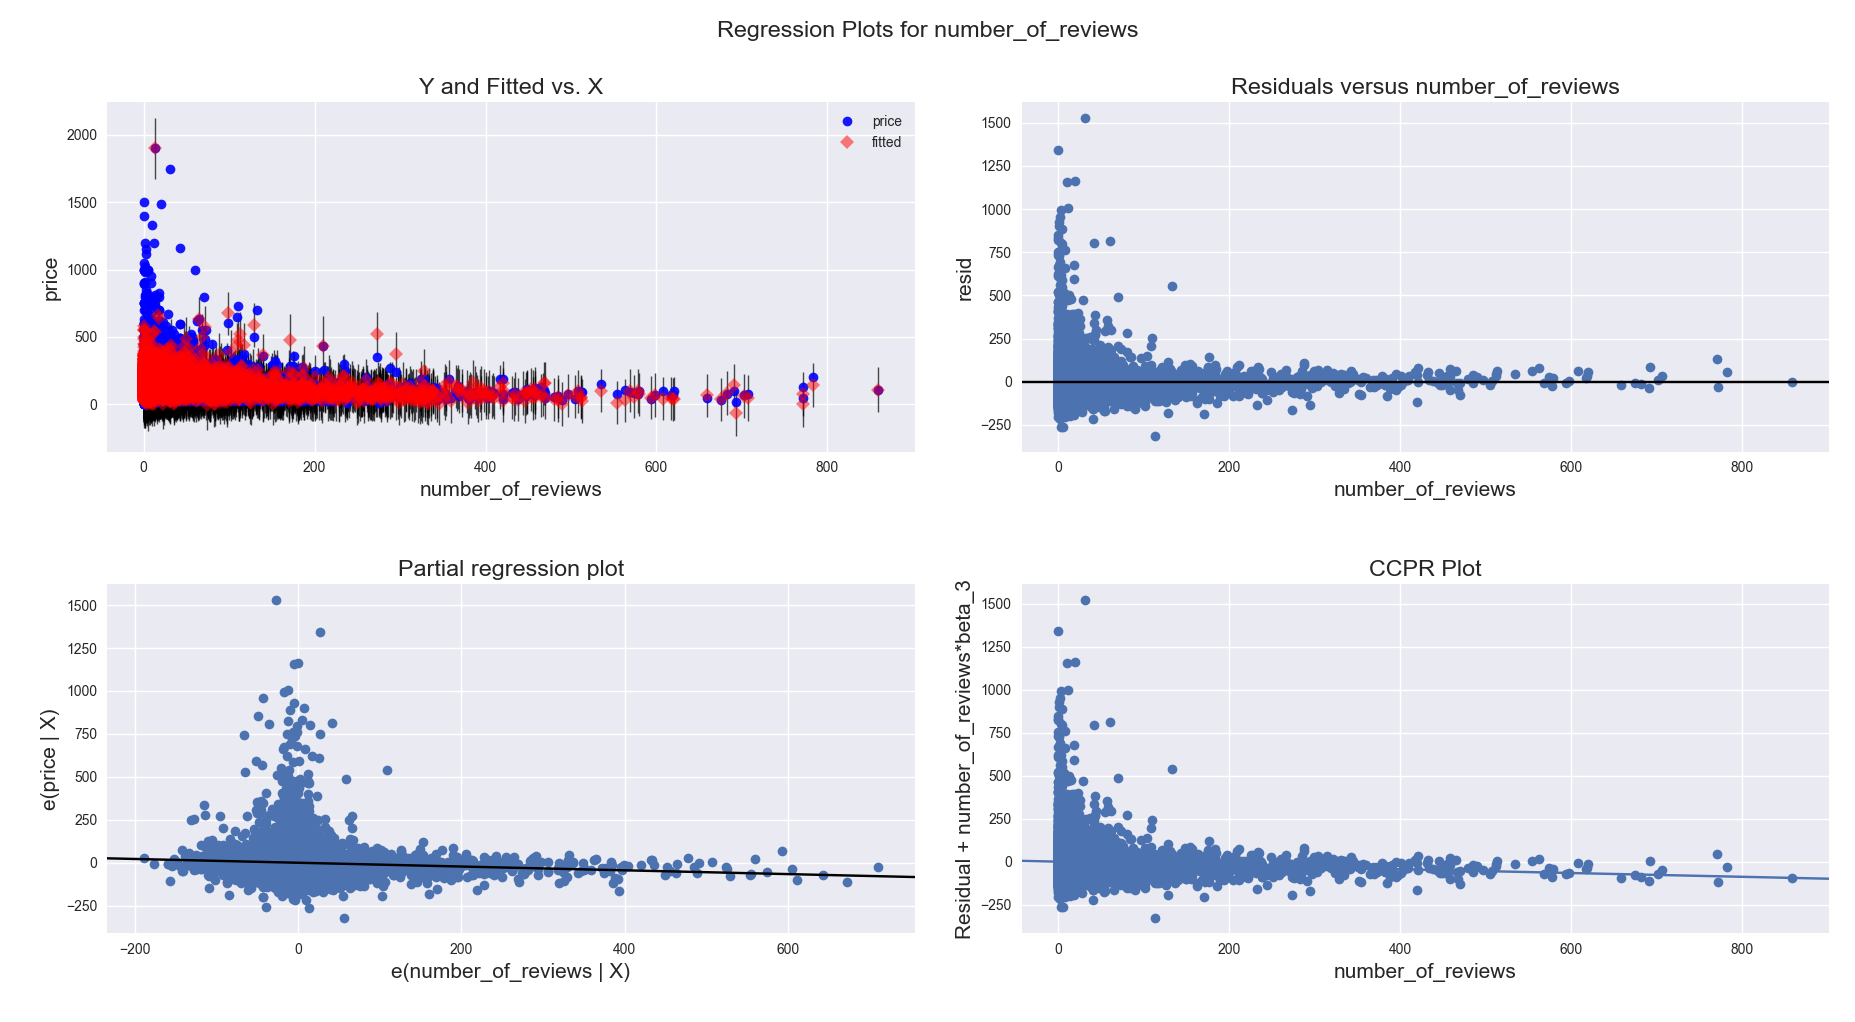 Regression Plots for number_of_reviews
Y and Fitted vs. X
price
fitted
2000
1500
1000
500
0
price
0 200 400 600 800
number_of_reviews
Residuals versus number_of_reviews
1500
1250
1000
750
500
250
0
−250
resid
0 200 400 600 800
number_of_reviews
Partial regression plot
1500
1250
1000
750
500
250
0
−250
e(price | X)
−200 0 200 400 600
e(number_of_reviews | X)
CCPR Plot
1500
1250
1000
750
500
250
0
−250
Residual + number_of_reviews*beta_3
0 200 400 600 800
number_of_reviews